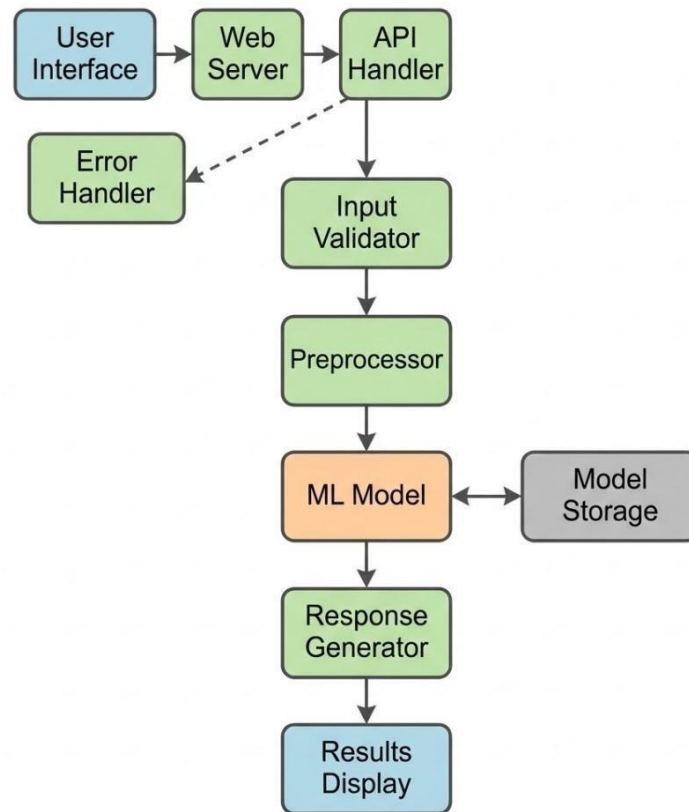 User
Interface
Web
Server
API
Handler
Error
Handler
Input
Validator
Preprocessor
ML Model
Model
Storage
Response
Generator
Results
Display